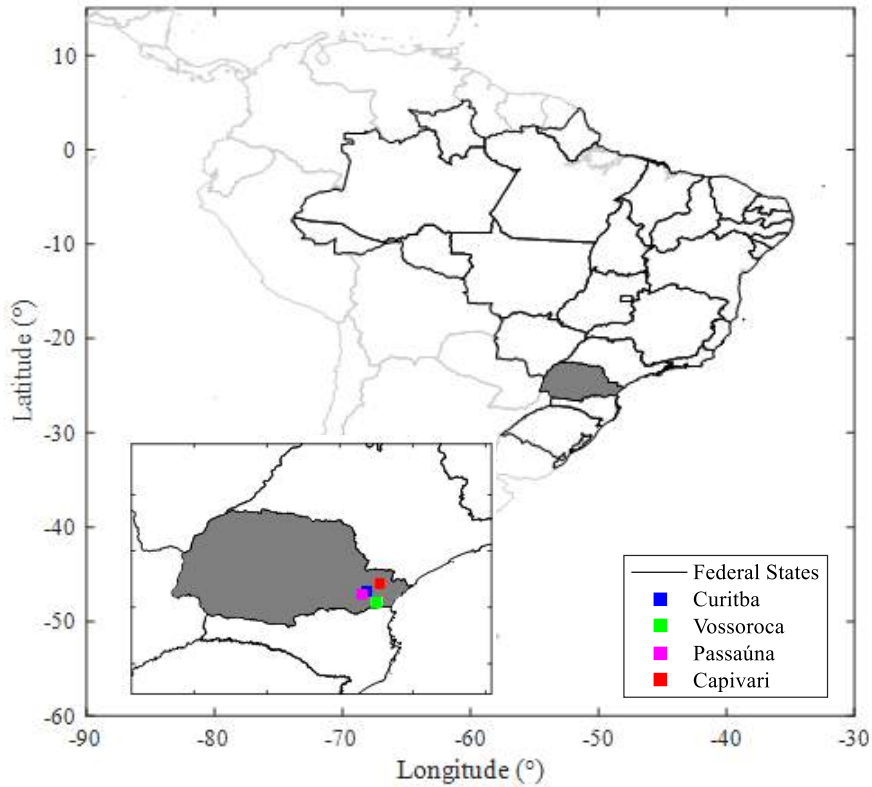 10
0
-10
-20
-30
-40
-50
-60
-90
-80
-70
-60
-50
-40
-30
Latitude (°)
Longitude (°)
Federal States
Curitba
Vossoroca
Passaúna
Capivari